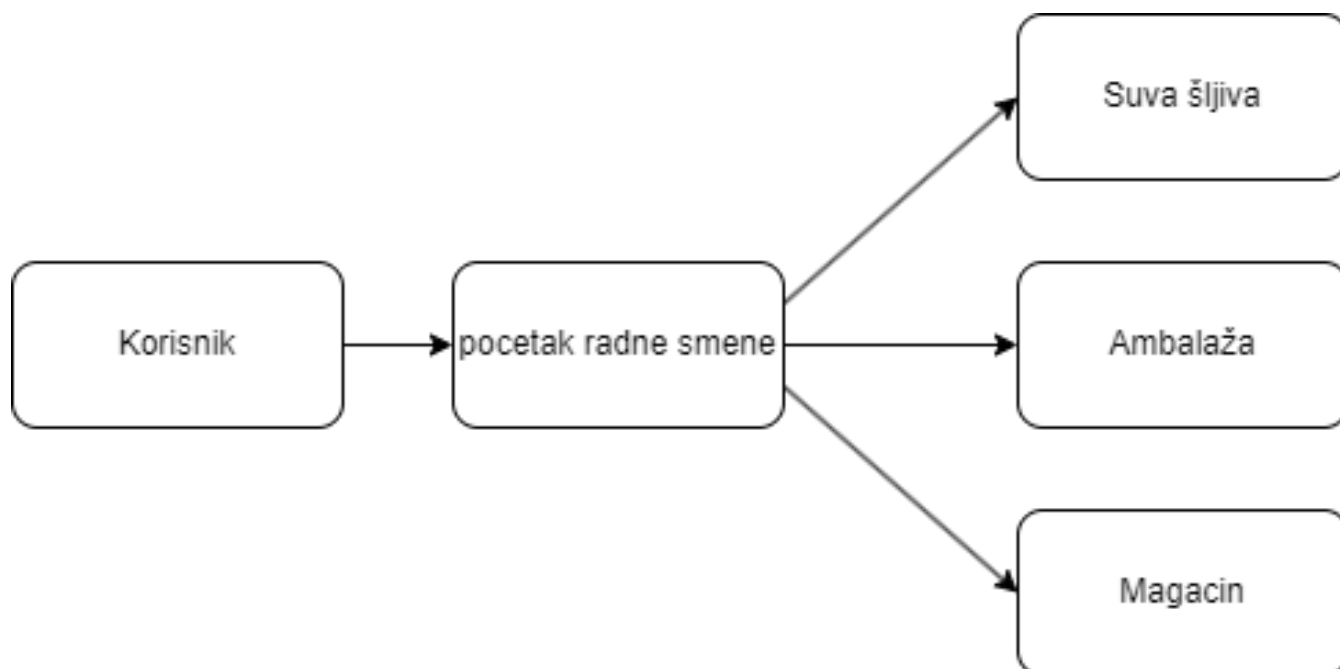 Korisnik
pocetak radne smene
Suva šljiva
Ambalaža
Magacin